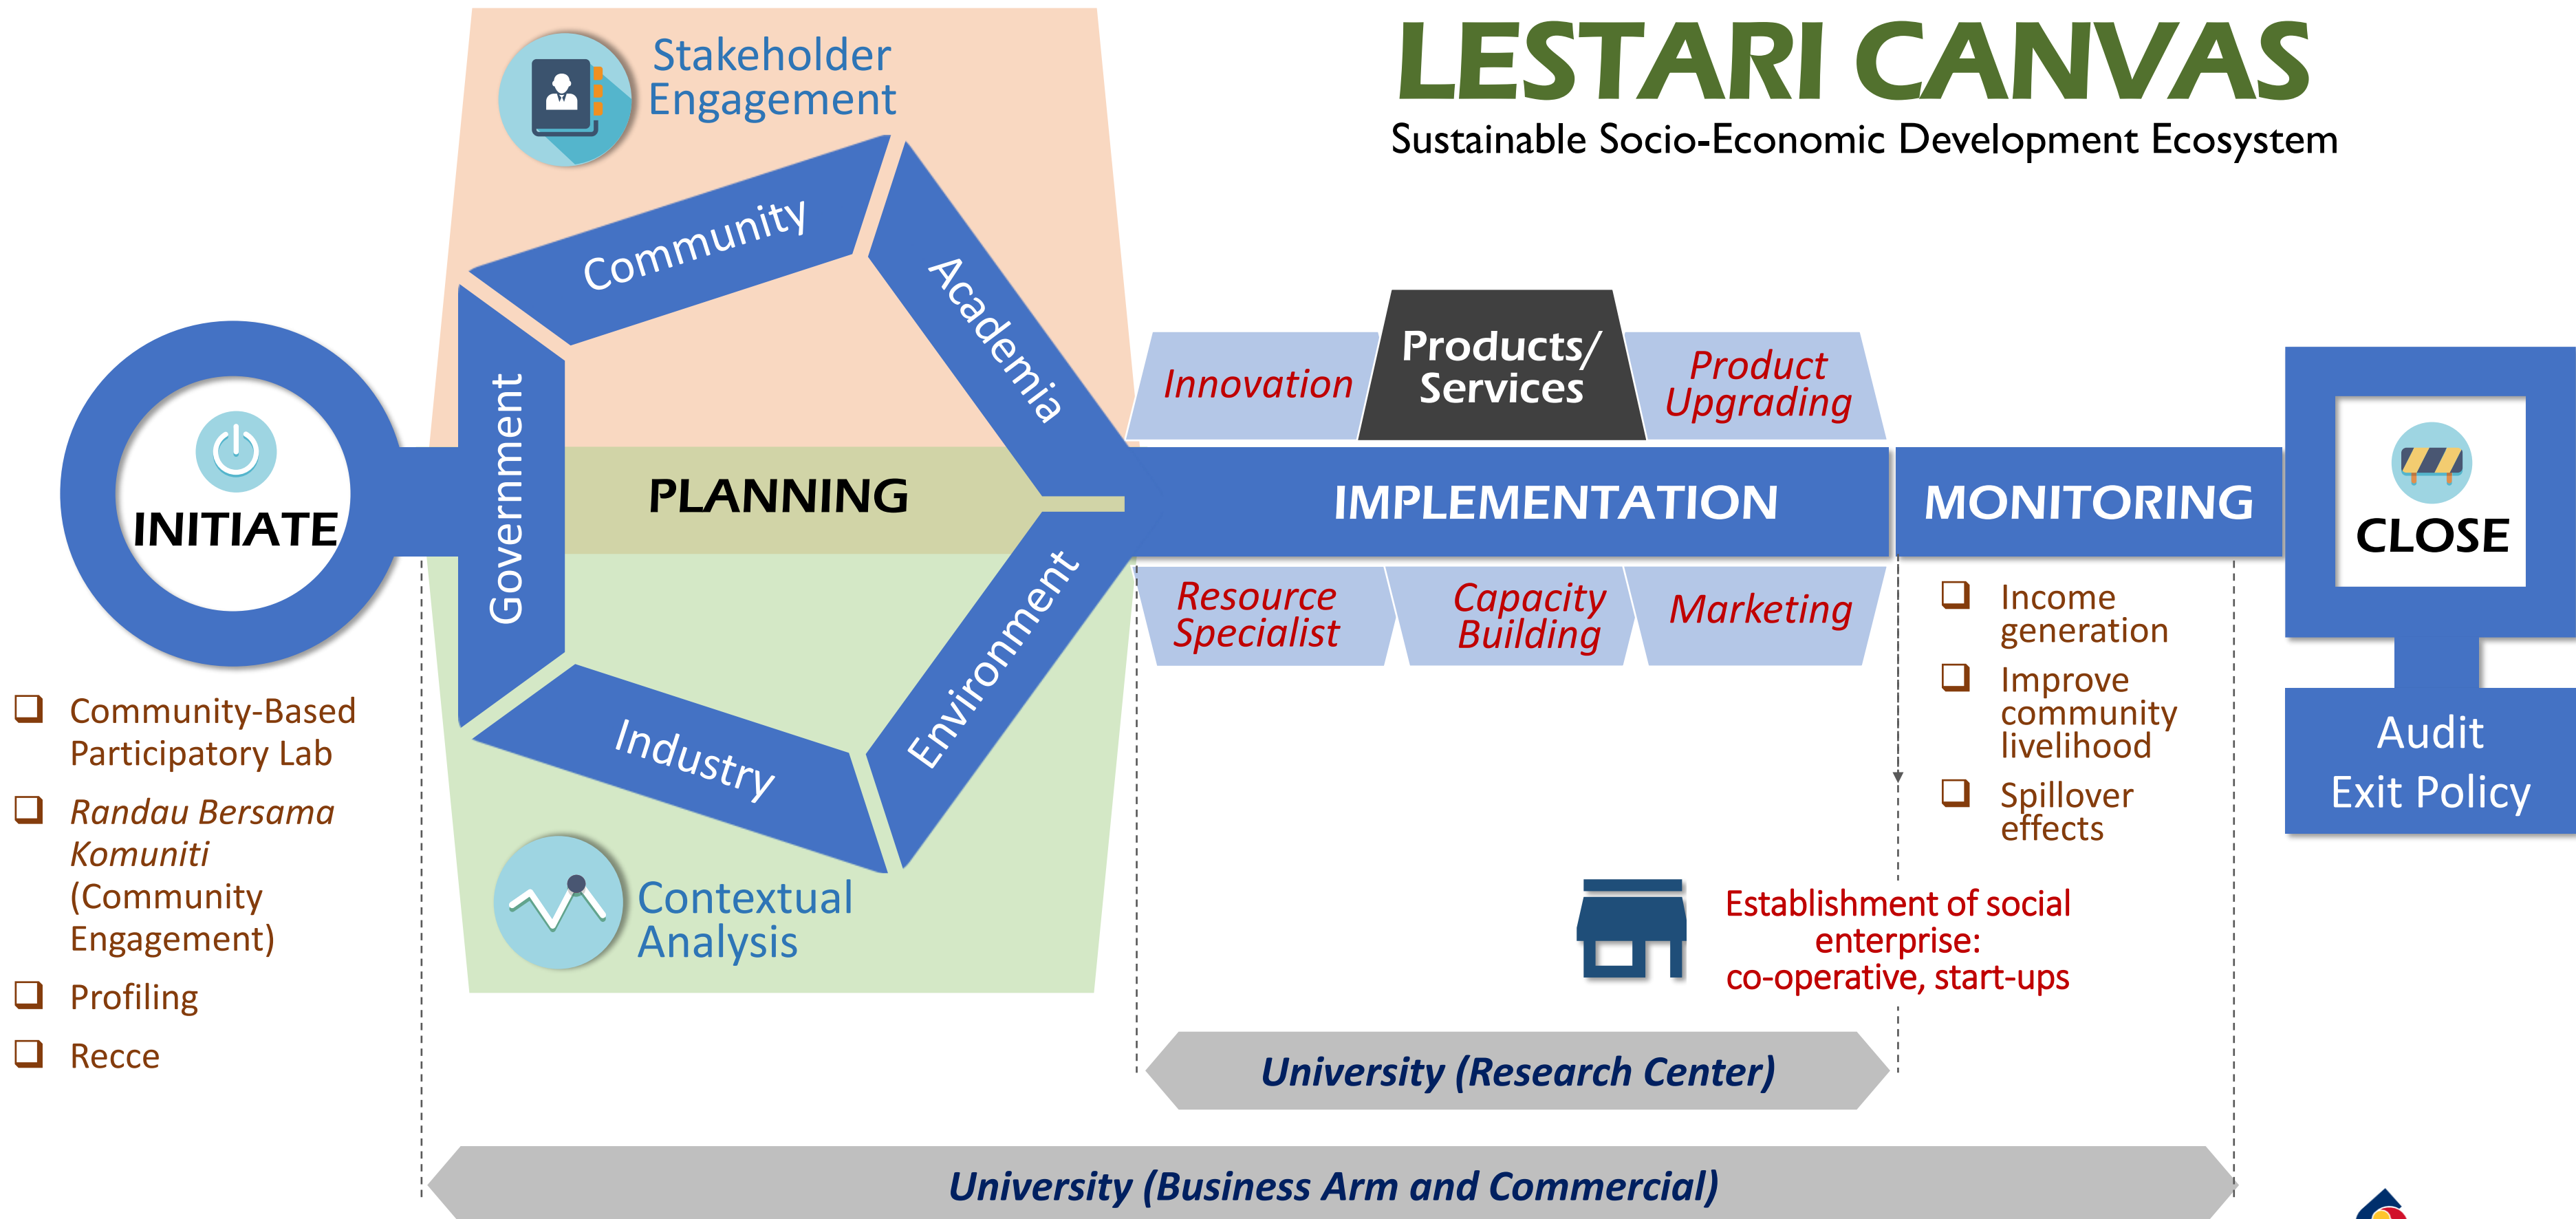 LESTARI CANVAS
Sustainable Socio-Economic Development Ecosystem
Stakeholder
Engagement
Community
Academia
Government
Industry
Environment
PLANNING
Contextual
Analysis
INITIATE
Community-Based
Participatory Lab
Randau Bersama
Komuniti
(Community
Engagement)
Profiling
Recce
Innovation
Products/
Services
Product
Upgrading
IMPLEMENTATION
Resource
Specialist
Capacity
Building
Marketing
MONITORING
Income
generation
Improve
community
livelihood
Spillover
effects
Establishment of social
enterprise:
co-operative, start-ups
CLOSE
Audit
Exit Policy
University (Research Center)
University (Business Arm and Commercial)